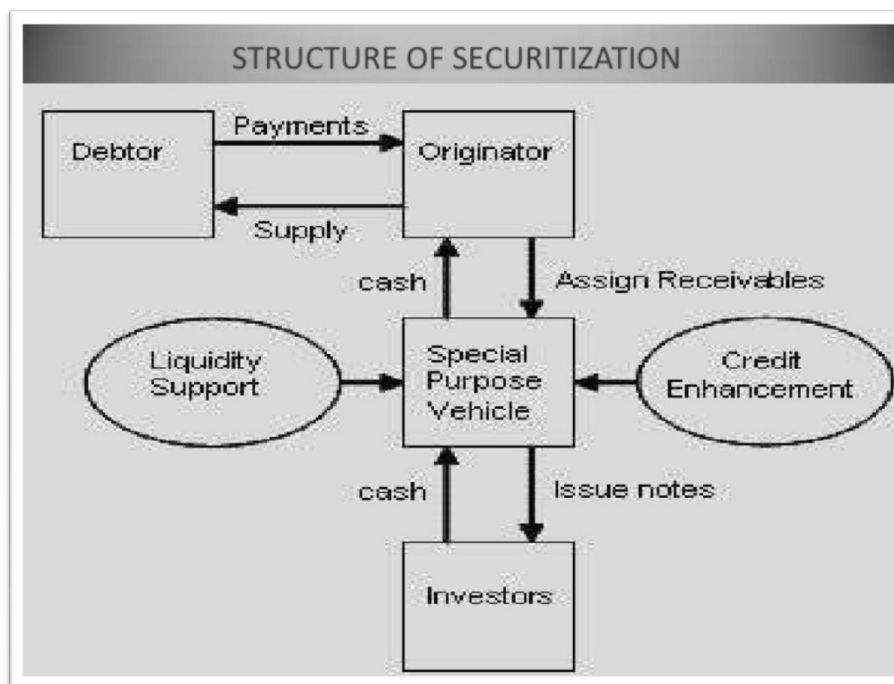 STRUCTURE OF SECURITIZATION
Payments
Debtor
Originator
Supply
cash
Assign Receivables
Liquidity
Support
Special
Purpose
Vehicle
Credit
Enhancement
cash
Issue notes
Investors